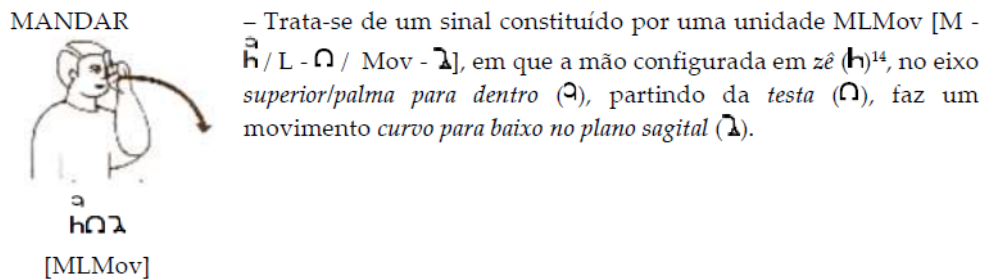 MANDAR
– Trata-se de um sinal constituído por uma unidade MLMov [M -
/ L - / Mov - ], em que a mão configurada em zê ( )¹⁴, no eixo
superior/palma para dentro ( ), partindo da testa ( ), faz um
movimento curvo para baixo no plano sagital ( ).
[MLMov]